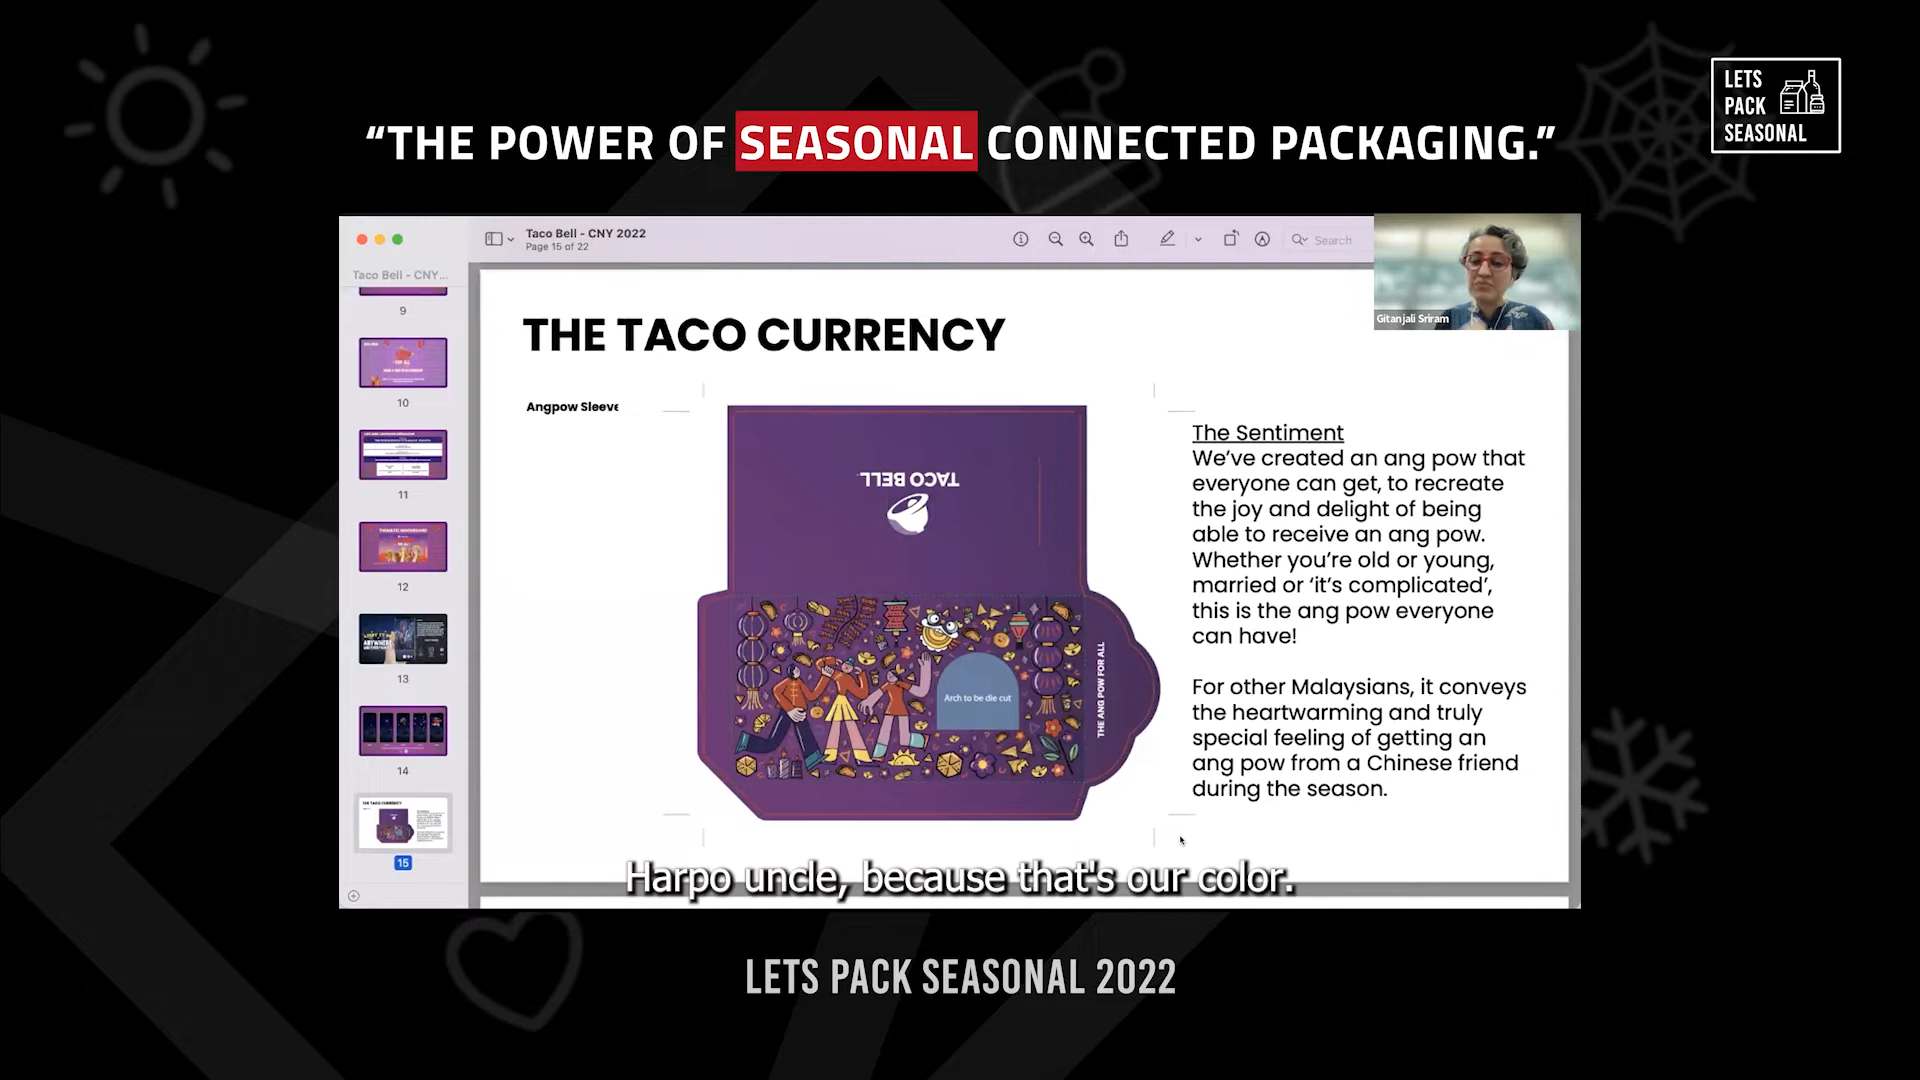 LETS
PACK
SEASONAL
“THE POWER OF SEASONAL CONNECTED PACKAGING.”
Taco Bell - CNY 2022
Page 15 of 22
Search
Taco Bell - CNY...
9
10
11
12
13
14
15
Gitanjali Sriram
THE TACO CURRENCY
Angpow Sleeve
TACO BELL
Arch to be die cut
THE ANG POW FOR ALL
The Sentiment
We’ve created an ang pow that
everyone can get, to recreate
the joy and delight of being
able to receive an ang pow.
Whether you’re old or young,
married or ‘it’s complicated’,
this is the ang pow everyone
can have!
For other Malaysians, it conveys
the heartwarming and truly
special feeling of getting an
ang pow from a Chinese friend
during the season.
Harpo uncle, because that's our color.
LETS PACK SEASONAL 2022